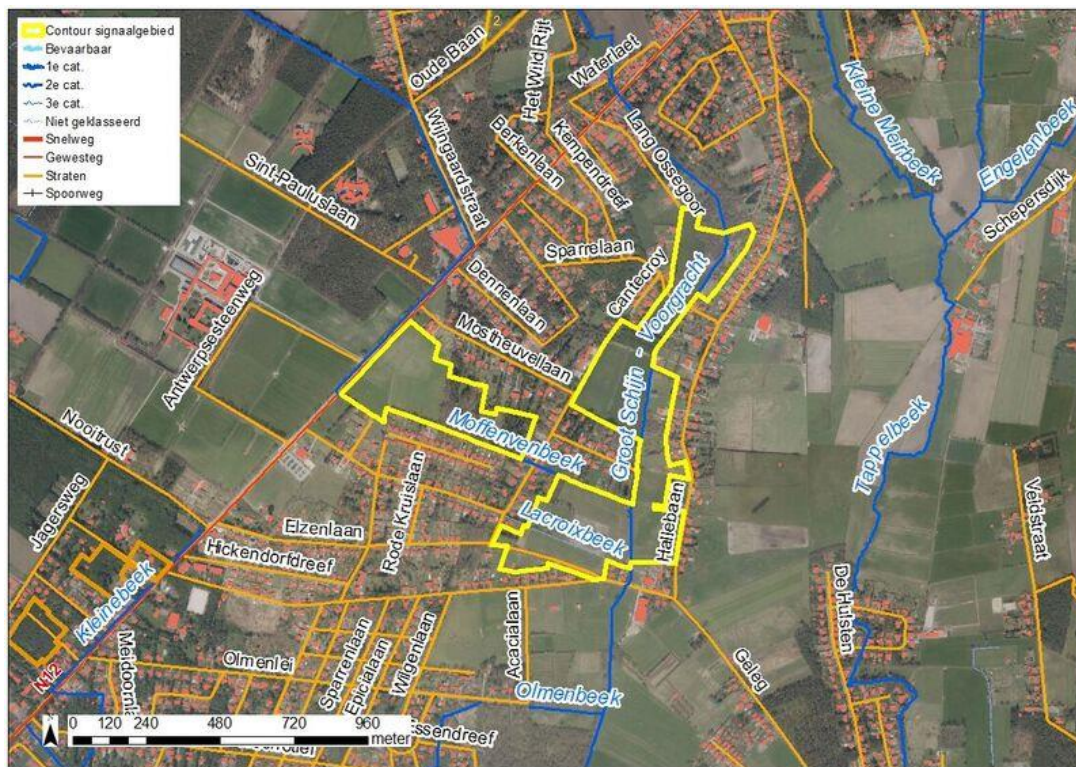 Contour signaalgebied
Bevaarbaar
1e cat.
2e cat.
3e cat.
Niet geklasseerd
Snelweg
Gewesteg
Straten
Spoorweg
2
Oude Baan
Het Wild Rijt
Waterlaet
Wijngaardstraat
Berkenlaan
Kempendreef
Lang Ossegoor
Kleine Meirbeek
Engelenbeek
Schepersdijk
Sint-Pauluslaan
Sparrelaan
Cantecroy
Dennenlaan
Antwerpsesteenweg
Mostheuvellaan
Groot Schijn - Voorgracht
Nooitrust
Moffenvenbeek
Tappelbeek
Jagersweg
Rode Kruislaan
Elzenlaan
Lacroixbeek
Hallebaan
Veldstraat
Hickendorfdreef
Kleinebeek
De Hulsten
Acacialaan
N12
Olmenlei
Sparrenlaan
Epicialaan
Wilgenlaan
Geleg
Olmenbeek
0 120 240 480 720 960
meter